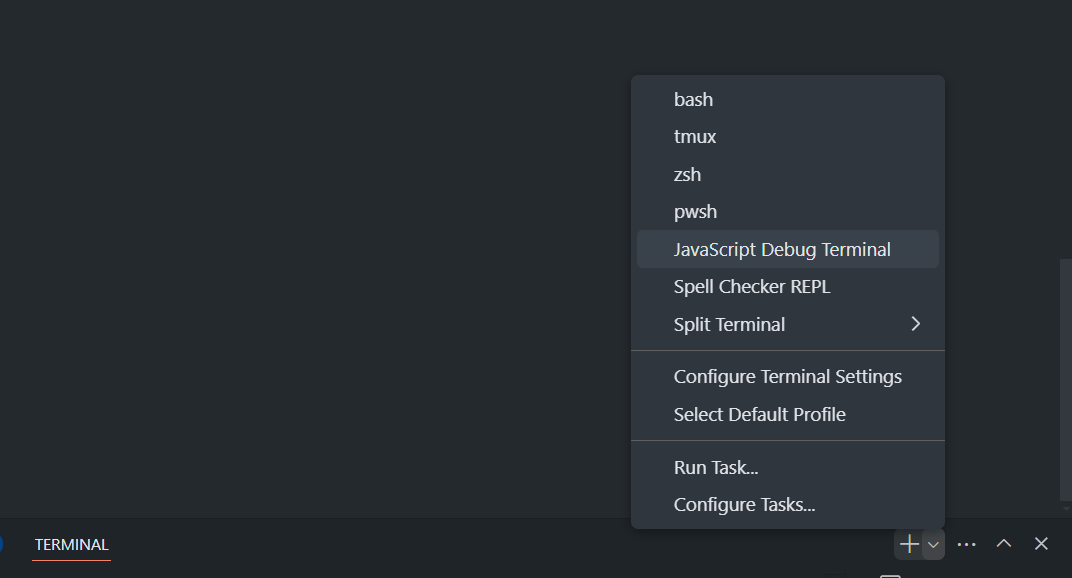 bash
tmux
zsh
pwsh
JavaScript Debug Terminal
Spell Checker REPL
Split Terminal
Configure Terminal Settings
Select Default Profile
Run Task...
Configure Tasks...
TERMINAL